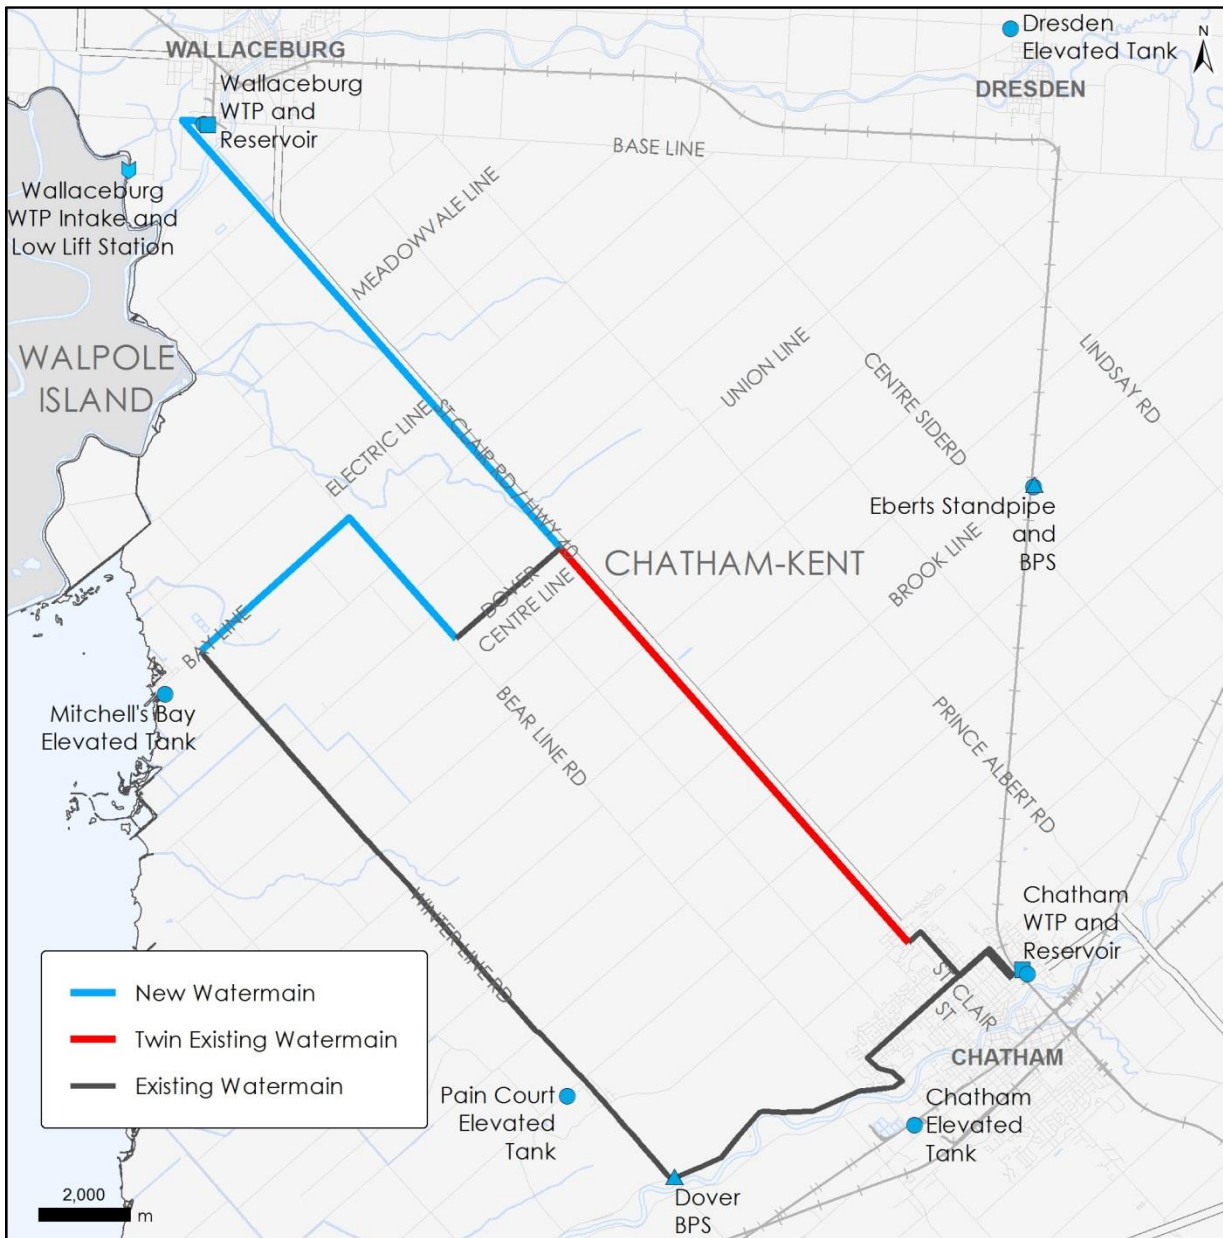 Dresden
Elevated Tank
N
WALLACEBURG
DRESDEN
Wallaceburg
WTP and
Reservoir
BASE LINE
Wallaceburg
WTP Intake and
Low Lift Station
MEADOWVALE LINE
WALPOLE
ISLAND
UNION LINE
CENTRE SIDERD
LINDSAY RD
ELECTRIC LINE
ST CLAIR RD / HWY 40
Eberts Standpipe
and
BPS
CHATHAM-KENT
BROOK LINE
DOVER
CENTRE LINE
BAY LINE
Mitchell's Bay
Elevated Tank
BEAR LINE RD
PRINCE ALBERT RD
WINTER LINE RD
Chatham
WTP and
Reservoir
ST CLAIR
ST
CHATHAM
New Watermain
Twin Existing Watermain
Existing Watermain
Pain Court
Elevated
Tank
Chatham
Elevated
Tank
Dover
BPS
2,000
m